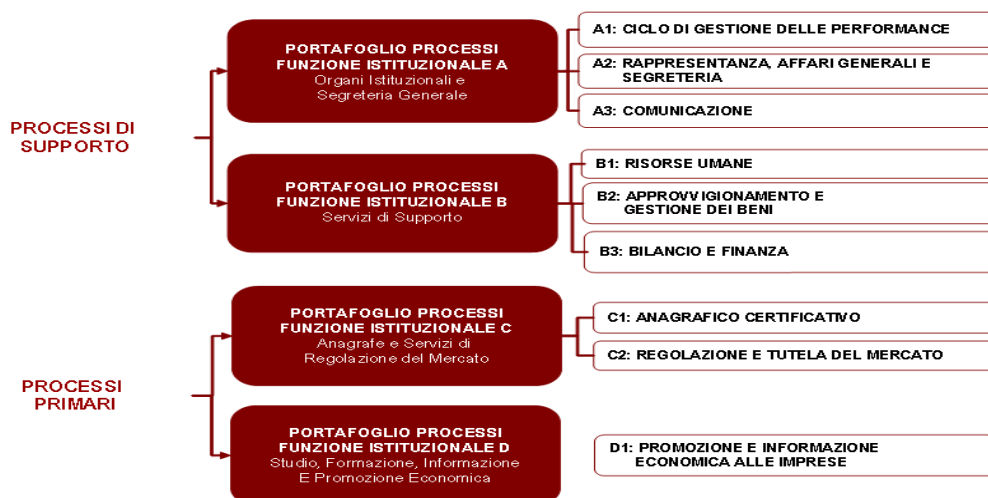 PROCESSI DI
SUPPORTO
PORTAFOGLIO PROCESSI
FUNZIONE ISTITUZIONALE A
Organi Istituzionali e
Segreteria Generale
A1: CICLO DI GESTIONE DELLE PERFORMANCE
A2: RAPPRESENTANZA, AFFARI GENERALI E
SEGRETERIA
A3: COMUNICAZIONE
PORTAFOGLIO PROCESSI
FUNZIONE ISTITUZIONALE B
Servizi di Supporto
B1: RISORSE UMANE
B2: APPROVVIGIONAMENTO E
GESTIONE DEI BENI
B3: BILANCIO E FINANZA
PROCESSI
PRIMARI
PORTAFOGLIO PROCESSI
FUNZIONE ISTITUZIONALE C
Anagrafe e Servizi di
Regolazione del Mercato
C1: ANAGRAFICO CERTIFICATIVO
C2: REGOLAZIONE E TUTELA DEL MERCATO
PORTAFOGLIO PROCESSI
FUNZIONE ISTITUZIONALE D
Studio, Formazione, Informazione
E Promozione Economica
D1: PROMOZIONE E INFORMAZIONE
ECONOMICA ALLE IMPRESE